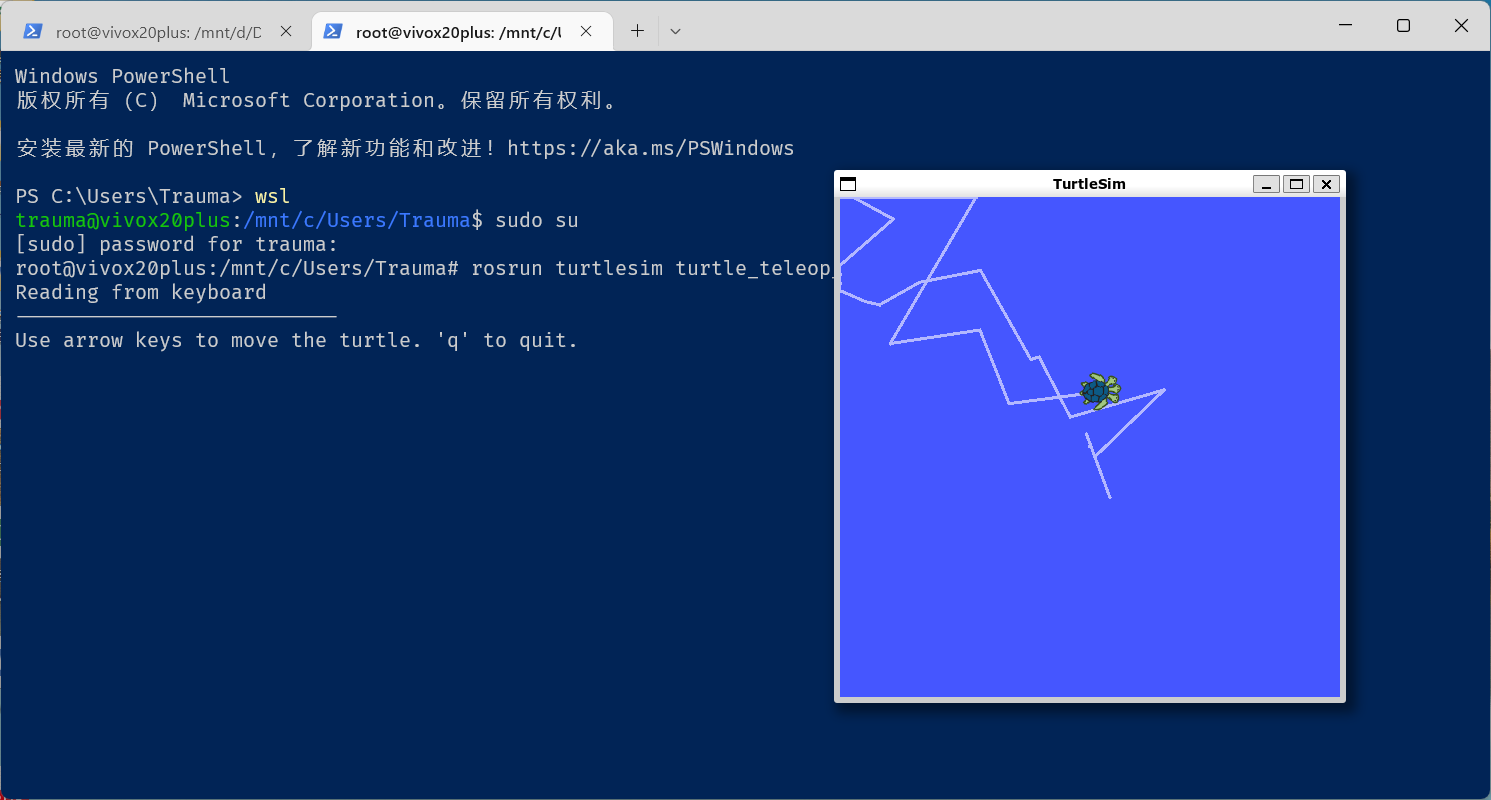 root@vivox20plus: /mnt/d/D
root@vivox20plus: /mnt/c/U
Windows PowerShell
版权所有 (C) Microsoft Corporation。保留所有权利。
安装最新的 PowerShell，了解新功能和改进！https://aka.ms/PSWindows
PS C:\Users\Trauma> wsl
trauma@vivox20plus:/mnt/c/Users/Trauma$ sudo su
[sudo] password for trauma:
root@vivox20plus:/mnt/c/Users/Trauma# rosrun turtlesim turtle_teleop_
Reading from keyboard
---------------------------
Use arrow keys to move the turtle. 'q' to quit.
TurtleSim